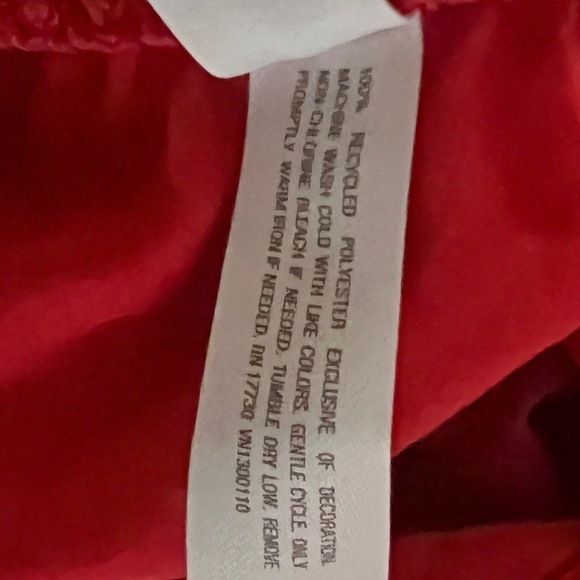 100% RECYCLED POLYESTER EXCLUSIVE OF DECORATION
MACHINE WASH COLD WITH LIKE COLORS, GENTLE CYCLE ONLY
NON-CHLORINE BLEACH IF NEEDED. TUMBLE DRY LOW. REMOVE
PROMPTLY. WARM IRON IF NEEDED. RN 17730 VN1300110